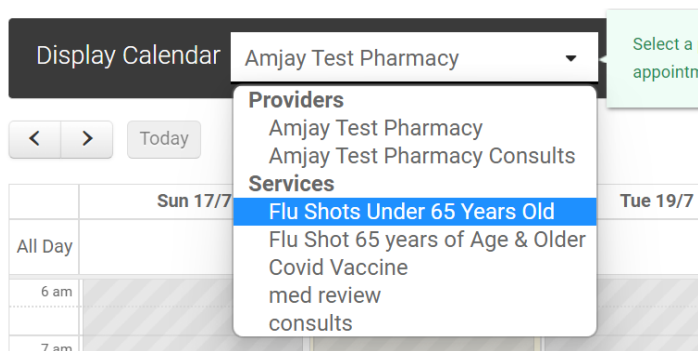 Display Calendar
Amjay Test Pharmacy
Select a
appointm
Providers
Amjay Test Pharmacy
Amjay Test Pharmacy Consults
Services
Flu Shots Under 65 Years Old
Flu Shot 65 years of Age & Older
Covid Vaccine
med review
consults
Today
Sun 17/7
Tue 19/7
All Day
6 am
7 am